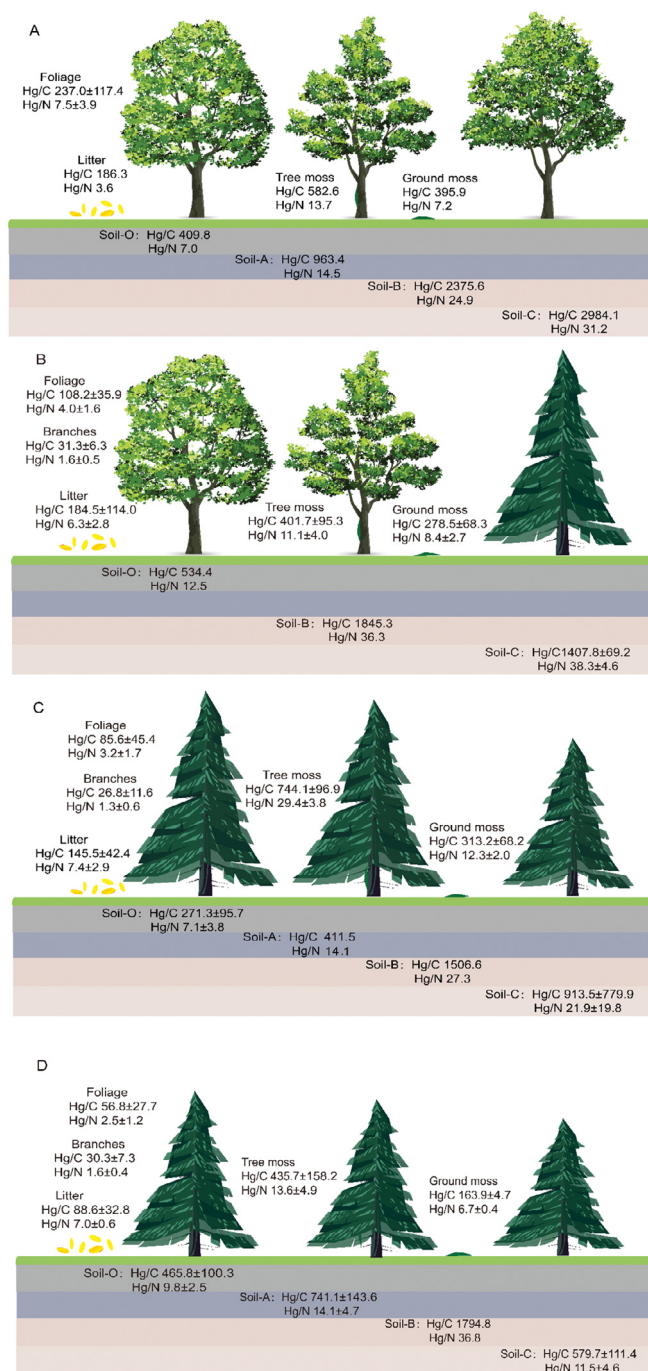 A
Foliage
Hg/C 237.0±117.4
Hg/N 7.5±3.9
Litter
Hg/C 186.3
Hg/N 3.6
Tree moss
Hg/C 582.6
Hg/N 13.7
Ground moss
Hg/C 395.9
Hg/N 7.2
Soil-O: Hg/C 409.8
Hg/N 7.0
Soil-A: Hg/C 963.4
Hg/N 14.5
Soil-B: Hg/C 2375.6
Hg/N 24.9
Soil-C: Hg/C 2984.1
Hg/N 31.2
B
Foliage
Hg/C 108.2±35.9
Hg/N 4.0±1.6
Branches
Hg/C 31.3±6.3
Hg/N 1.6±0.5
Litter
Hg/C 184.5±114.0
Hg/N 6.3±2.8
Tree moss
Hg/C 401.7±95.3
Hg/N 11.1±4.0
Ground moss
Hg/C 278.5±68.3
Hg/N 8.4±2.7
Soil-O: Hg/C 534.4
Hg/N 12.5
Soil-B: Hg/C 1845.3
Hg/N 36.3
Soil-C: Hg/C1407.8±69.2
Hg/N 38.3±4.6
C
Foliage
Hg/C 85.6±45.4
Hg/N 3.2±1.7
Branches
Hg/C 26.8±11.6
Hg/N 1.3±0.6
Litter
Hg/C 145.5±42.4
Hg/N 7.4±2.9
Tree moss
Hg/C 744.1±96.9
Hg/N 29.4±3.8
Ground moss
Hg/C 313.2±68.2
Hg/N 12.3±2.0
Soil-O: Hg/C 271.3±95.7
Hg/N 7.1±3.8
Soil-A: Hg/C 411.5
Hg/N 14.1
Soil-B: Hg/C 1506.6
Hg/N 27.3
Soil-C: Hg/C 913.5±779.9
Hg/N 21.9±19.8
D
Foliage
Hg/C 56.8±27.7
Hg/N 2.5±1.2
Branches
Hg/C 30.3±7.3
Hg/N 1.6±0.4
Litter
Hg/C 88.6±32.8
Hg/N 7.0±0.6
Tree moss
Hg/C 435.7±158.2
Hg/N 13.6±4.9
Ground moss
Hg/C 163.9±4.7
Hg/N 6.7±0.4
Soil-O: Hg/C 465.8±100.3
Hg/N 9.8±2.5
Soil-A: Hg/C 741.1±143.6
Hg/N 14.1±4.7
Soil-B: Hg/C 1794.8
Hg/N 36.8
Soil-C: Hg/C 579.7±111.4
Hg/N 11.5±4.6